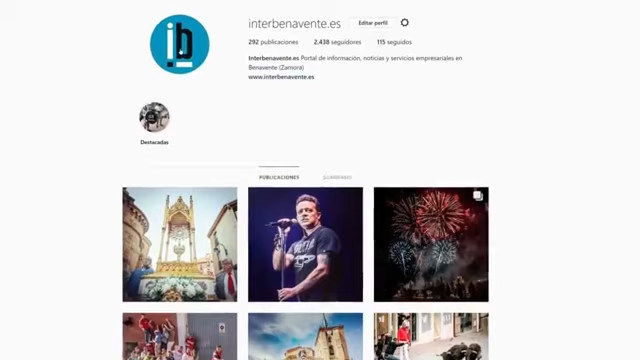 ib
interbenavente.es Editar perfil
292 publicaciones 2,438 seguidores 115 seguidos
Interbenavente.es Portal de información, noticias y servicios empresariales en
Benavente (Zamora)
www.interbenavente.es
Destacadas
PUBLICACIONES GUARDADO